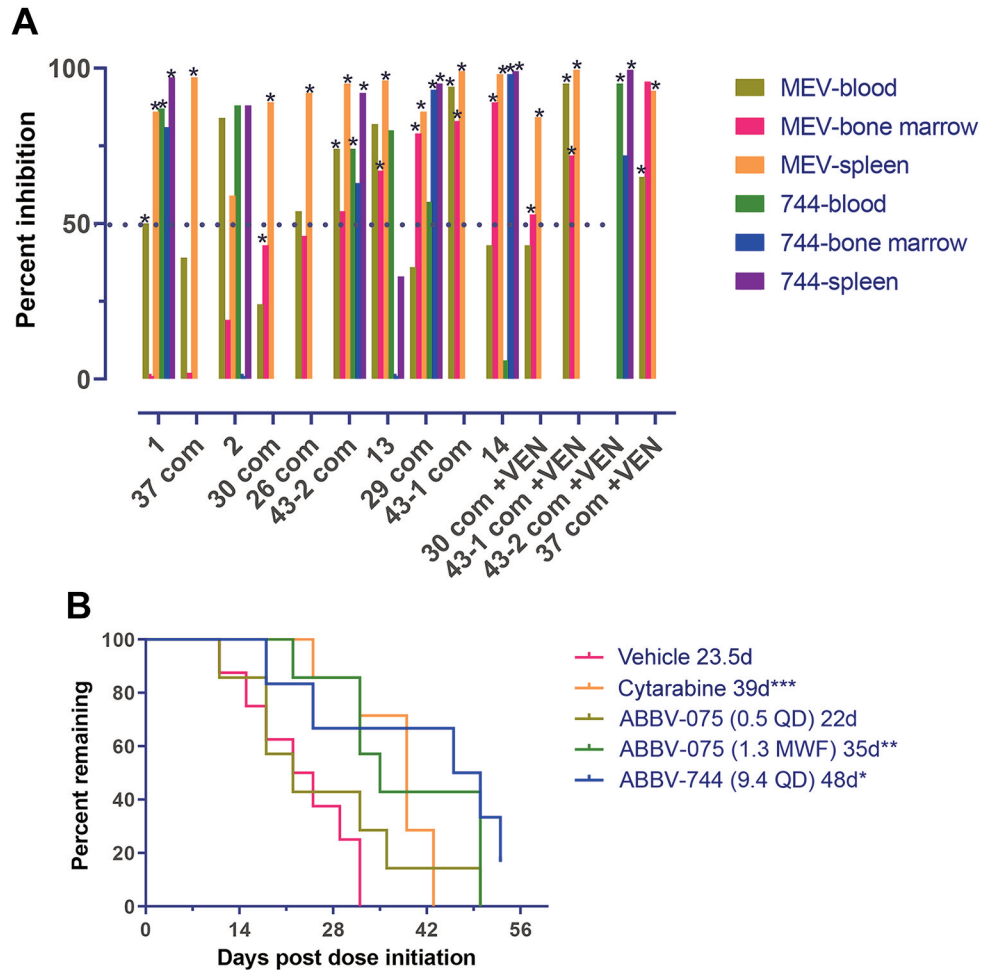 A
Percent inhibition
100
50
0
* * * * * * * * * * * * * * * * * * * * * * * * * * * * * * * * * * * *
MEV-blood
MEV-bone marrow
MEV-spleen
744-blood
744-bone marrow
744-spleen
1
37 com
2
30 com
26 com
43-2 com
13
29 com
43-1 com
14
30 com +VEN
43-1 com +VEN
43-2 com +VEN
37 com +VEN
B
Percent remaining
100
80
60
40
20
0
0 14 28 42 56
Days post dose initiation
Vehicle 23.5d
Cytarabine 39d***
ABBV-075 (0.5 QD) 22d
ABBV-075 (1.3 MWF) 35d**
ABBV-744 (9.4 QD) 48d*